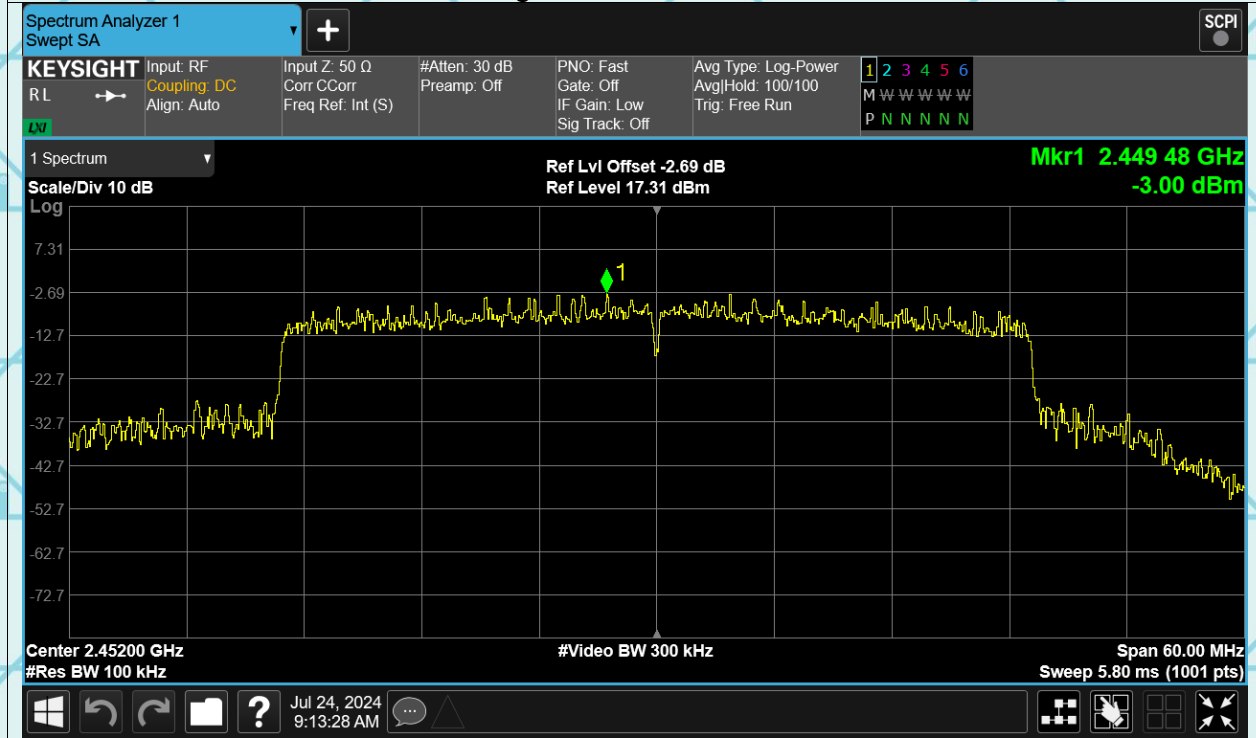 Spectrum Analyzer 1
Swept SA
+
SCPI
KEYSIGHT
RL
LXI
Input: RF
Coupling: DC
Align: Auto
Input Z: 50 Ω
Corr CCorr
Freq Ref: Int (S)
#Atten: 30 dB
Preamp: Off
PNO: Fast
Gate: Off
IF Gain: Low
Sig Track: Off
Avg Type: Log-Power
Avg|Hold: 100/100
Trig: Free Run
1 2 3 4 5 6
M W W W W W
P N N N N N
1 Spectrum
Scale/Div 10 dB
Log
Ref Lvl Offset -2.69 dB
Ref Level 17.31 dBm
Mkr1 2.449 48 GHz
-3.00 dBm
7.31
1
-2.69
-12.7
-22.7
-32.7
-42.7
-52.7
-62.7
-72.7
Center 2.45200 GHz
#Video BW 300 kHz
Span 60.00 MHz
#Res BW 100 kHz
Sweep 5.80 ms (1001 pts)
?
Jul 24, 2024
9:13:28 AM